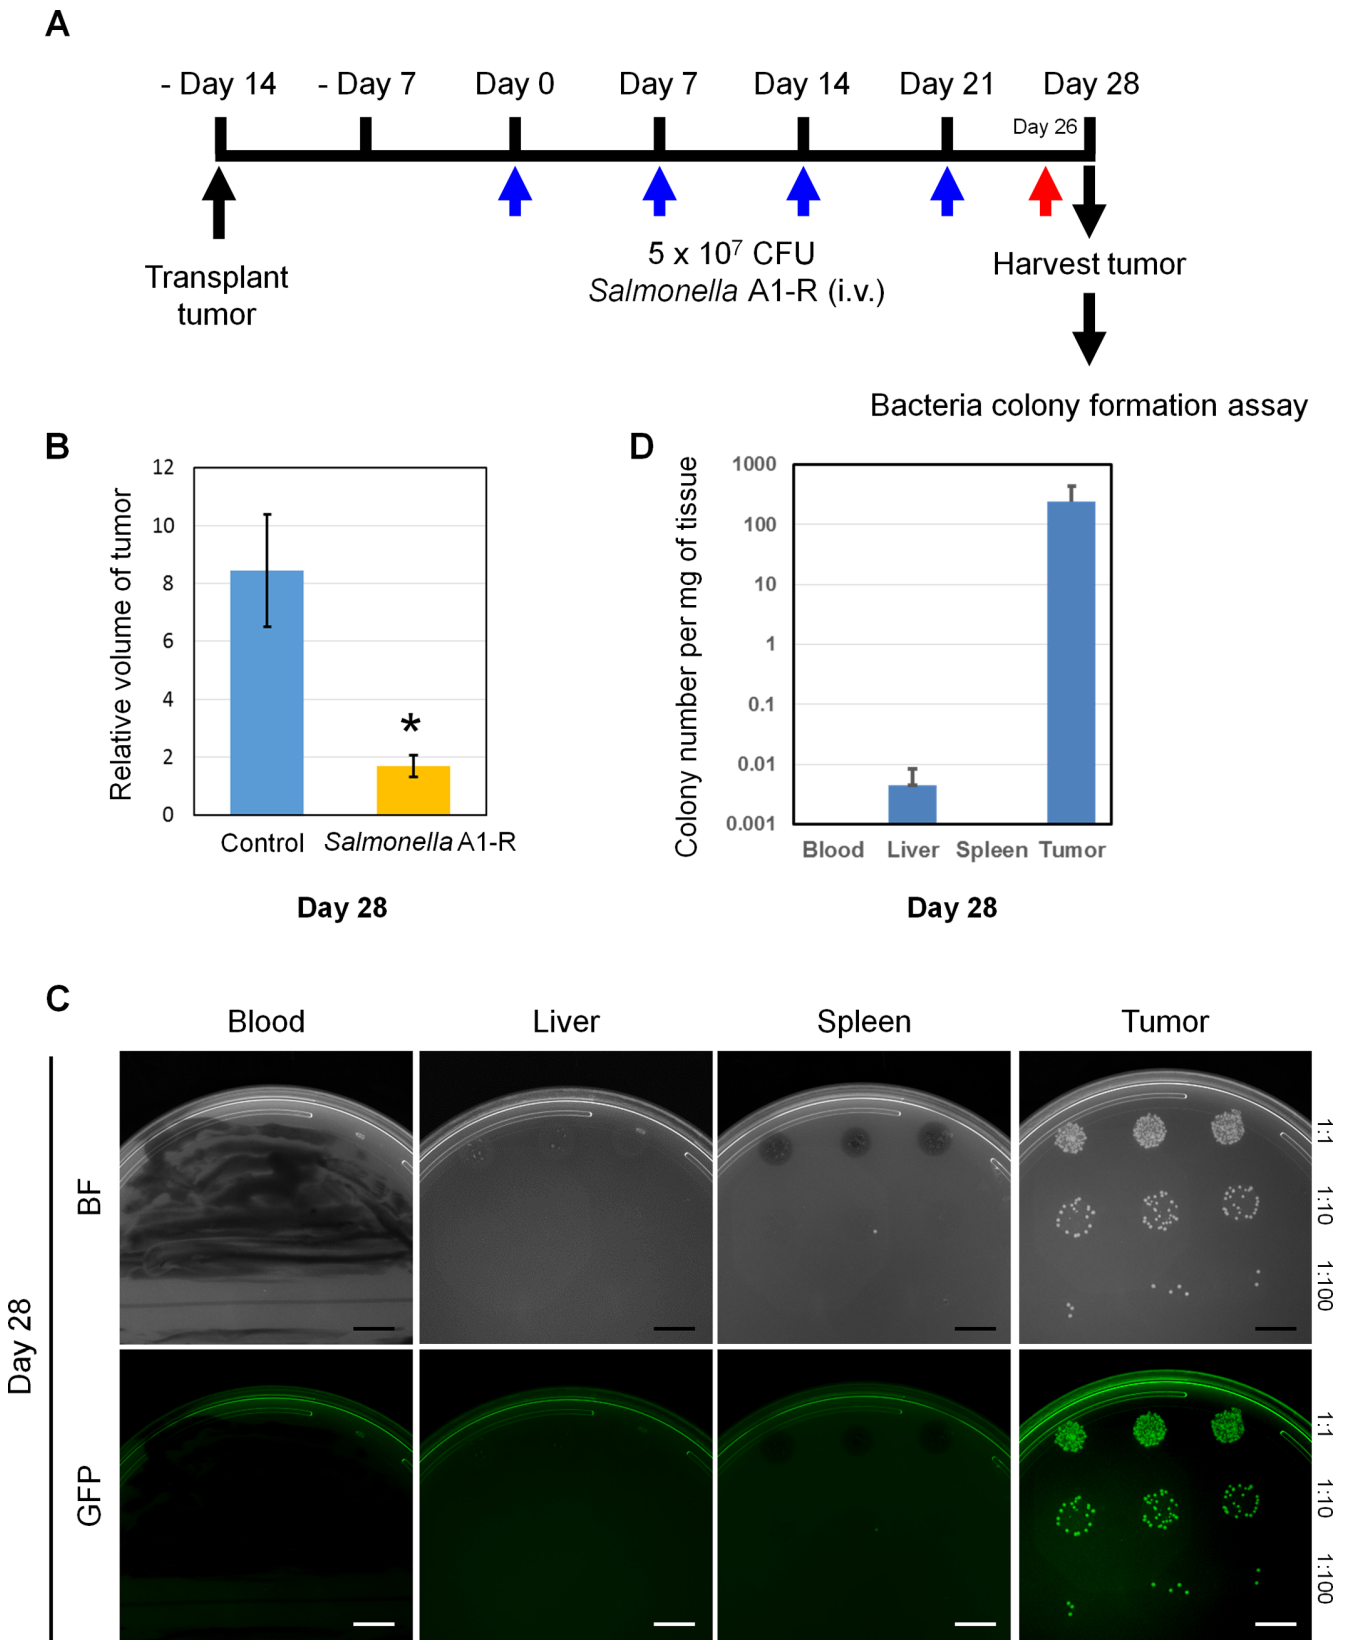 A
- Day 14
- Day 7
Day 0
Day 7
Day 14
Day 21
Day 28
Day 26
Transplant
tumor
5 x 10⁷ CFU
Salmonella A1-R (i.v.)
Harvest tumor
Bacteria colony formation assay
B
Relative volume of tumor
12
10
8
6
4
2
0
*
Control
Salmonella A1-R
Day 28
D
Colony number per mg of tissue
1000
100
10
1
0.1
0.01
0.001
Blood
Liver
Spleen
Tumor
Day 28
C
Blood
Liver
Spleen
Tumor
Day 28
BF
1:1
1:10
1:100
GFP
1:1
1:10
1:100